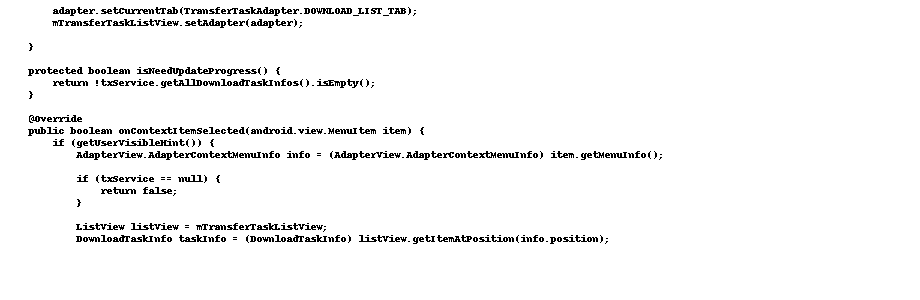 adapter.setCurrentTab(TransferTaskAdapter.DOWNLOAD_LIST_TAB);
mTransferTaskListView.setAdapter(adapter);
}
protected boolean isNeedUpdateProgress() {
return !txService.getAllDownloadTaskInfos().isEmpty();
}
@Override
public boolean onContextItemSelected(android.view.MenuItem item) {
if (getUserVisibleHint()) {
AdapterView.AdapterContextMenuInfo info = (AdapterView.AdapterContextMenuInfo) item.getMenuInfo();
if (txService == null) {
return false;
}
ListView listView = mTransferTaskListView;
DownloadTaskInfo taskInfo = (DownloadTaskInfo) listView.getItemAtPosition(info.position);